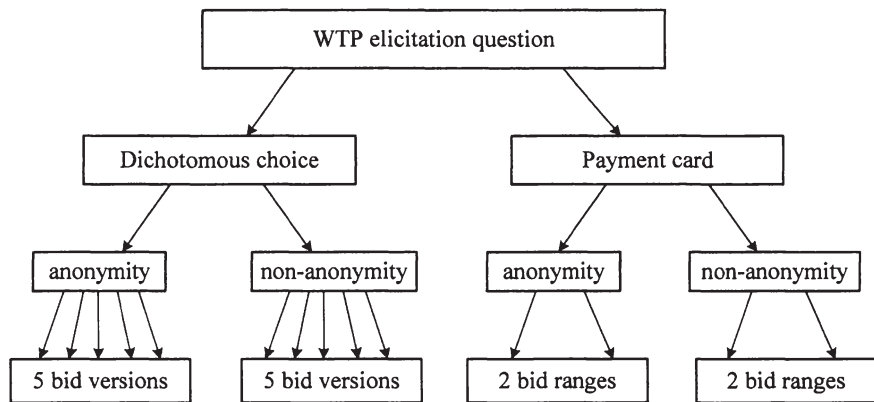 WTP elicitation question
Dichotomous choice
Payment card
anonymity
non-anonymity
anonymity
non-anonymity
5 bid versions
5 bid versions
2 bid ranges
2 bid ranges